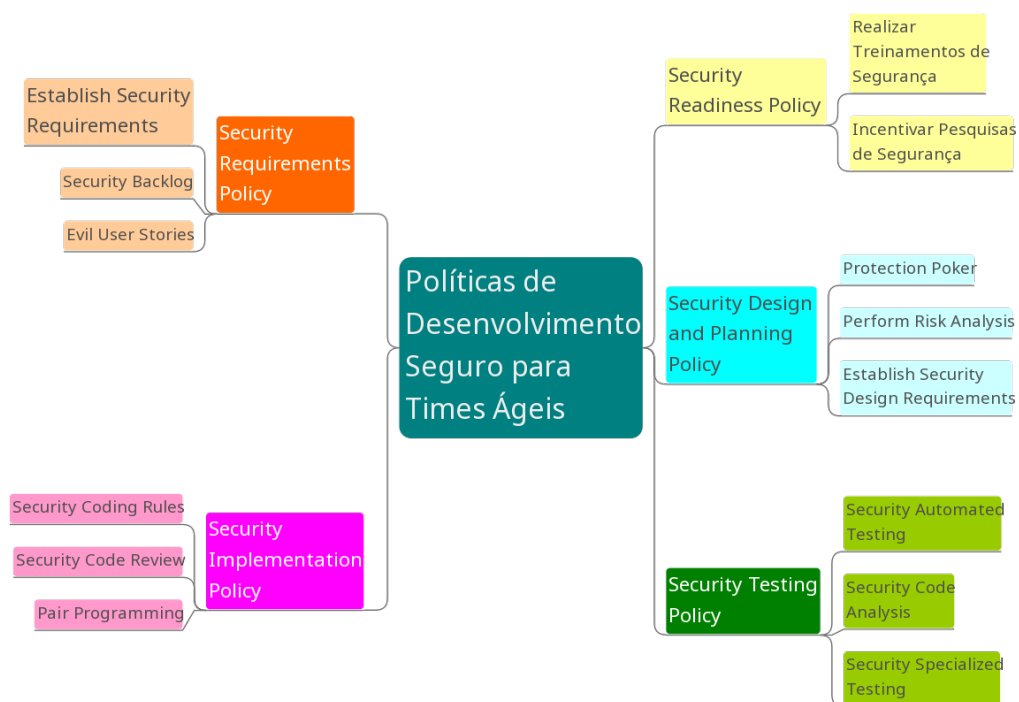 Políticas de
Desenvolvimento
Seguro para
Times Ágeis
Security
Requirements
Policy
Establish Security
Requirements
Security Backlog
Evil User Stories
Security
Implementation
Policy
Security Coding Rules
Security Code Review
Pair Programming
Security
Readiness Policy
Realizar
Treinamentos de
Segurança
Incentivar Pesquisas
de Segurança
Security Design
and Planning
Policy
Protection Poker
Perform Risk Analysis
Establish Security
Design Requirements
Security Testing
Policy
Security Automated
Testing
Security Code
Analysis
Security Specialized
Testing